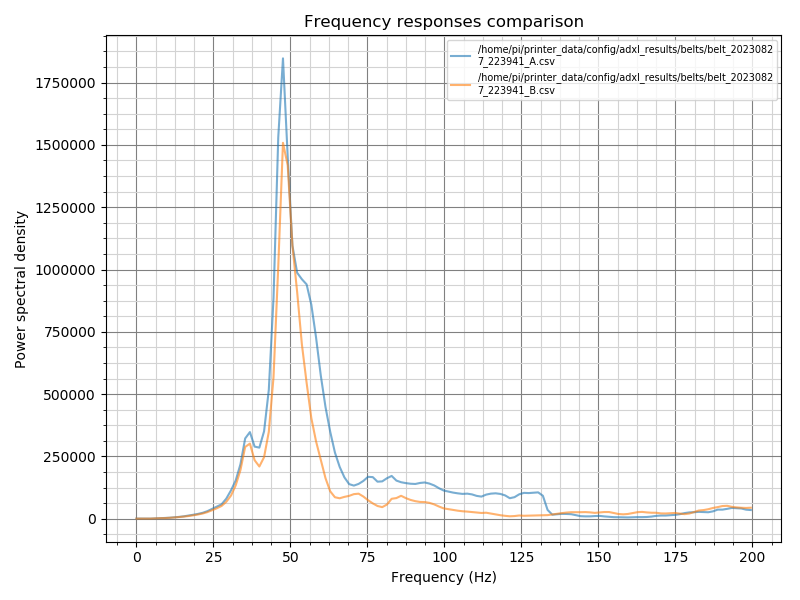 Frequency responses comparison
/home/pi/printer_data/config/adxl_results/belts/belt_2023082
7_223941_A.csv
/home/pi/printer_data/config/adxl_results/belts/belt_2023082
7_223941_B.csv
1750000
1500000
1250000
1000000
750000
500000
250000
0
Power spectral density
0 25 50 75 100 125 150 175 200
Frequency (Hz)